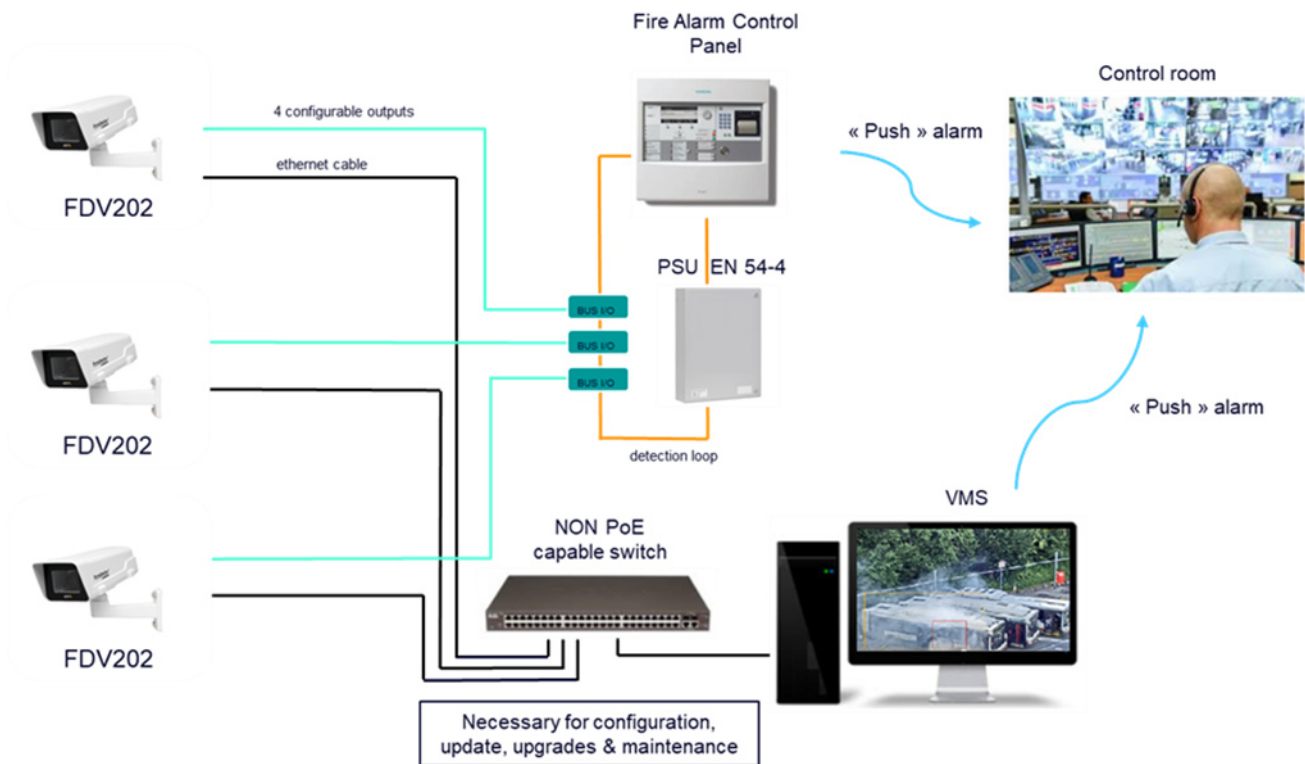 Fire Alarm Control
Panel
Control room
4 configurable outputs
« Push » alarm
ethernet cable
FDV202
PSU EN 54-4
BUS I/O
BUS I/O
BUS I/O
FDV202
« Push » alarm
detection loop
VMS
NON PoE
capable switch
FDV202
Necessary for configuration,
update, upgrades & maintenance